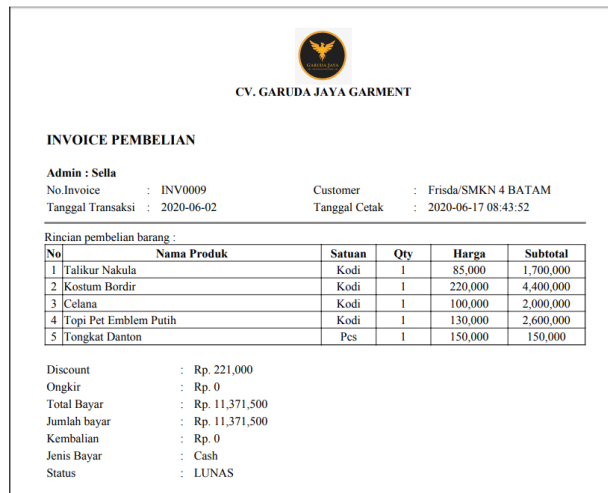 GARUDA JAYA
CV. GARUDA JAYA GARMENT
INVOICE PEMBELIAN
Admin : Sella
No.Invoice : INV0009 Customer : Frisda/SMKN 4 BATAM
Tanggal Transaksi : 2020-06-02 Tanggal Cetak : 2020-06-17 08:43:52
Rincian pembelian barang :
No Nama Produk Satuan Qty Harga Subtotal
1 Talikur Nakula Kodi 1 85,000 1,700,000
2 Kostum Bordir Kodi 1 220,000 4,400,000
3 Celana Kodi 1 100,000 2,000,000
4 Topi Pet Emblem Putih Kodi 1 130,000 2,600,000
5 Tongkat Danton Pcs 1 150,000 150,000
Discount : Rp. 221,000
Ongkir : Rp. 0
Total Bayar : Rp. 11,371,500
Jumlah bayar : Rp. 11,371,500
Kembalian : Rp. 0
Jenis Bayar : Cash
Status : LUNAS